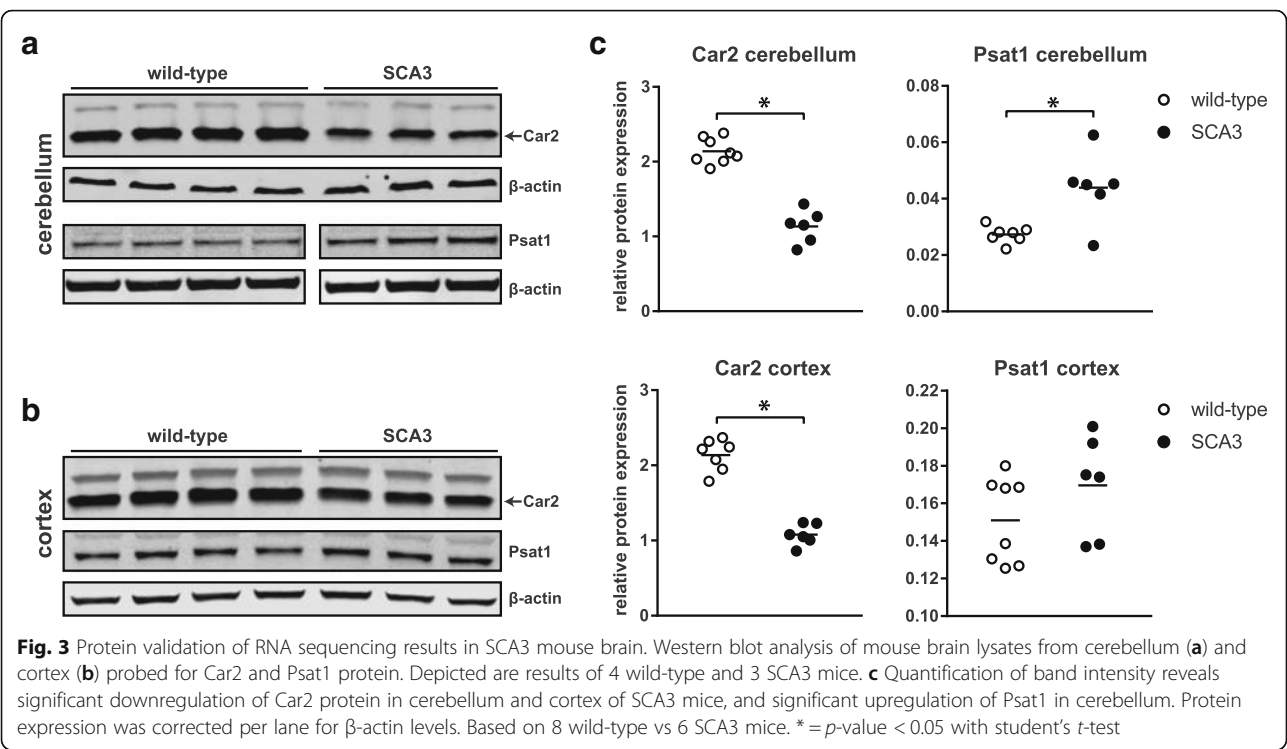 a
wild-type SCA3
cerebellum
←Car2
β-actin
Psat1
β-actin
b
wild-type SCA3
cortex
←Car2
Psat1
β-actin
c
Car2 cerebellum
relative protein expression
3
2
1
0
*
Psat1 cerebellum
0.08
0.06
0.04
0.02
0.00
*
wild-type
SCA3
Car2 cortex
relative protein expression
3
2
1
0
*
Psat1 cortex
0.22
0.20
0.18
0.16
0.14
0.12
0.10
wild-type
SCA3
Fig. 3 Protein validation of RNA sequencing results in SCA3 mouse brain. Western blot analysis of mouse brain lysates from cerebellum (a) and
cortex (b) probed for Car2 and Psat1 protein. Depicted are results of 4 wild-type and 3 SCA3 mice. c Quantification of band intensity reveals
significant downregulation of Car2 protein in cerebellum and cortex of SCA3 mice, and significant upregulation of Psat1 in cerebellum. Protein
expression was corrected per lane for β-actin levels. Based on 8 wild-type vs 6 SCA3 mice. * = p-value < 0.05 with student's t-test